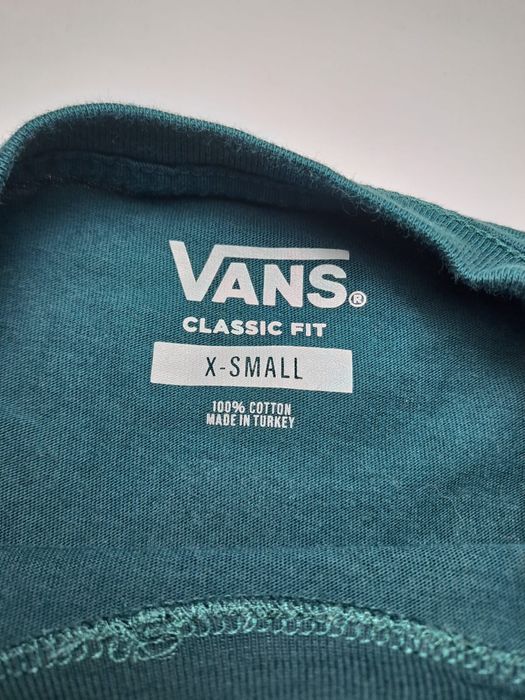 VANS®
CLASSIC FIT
X-SMALL
100% COTTON
MADE IN TURKEY